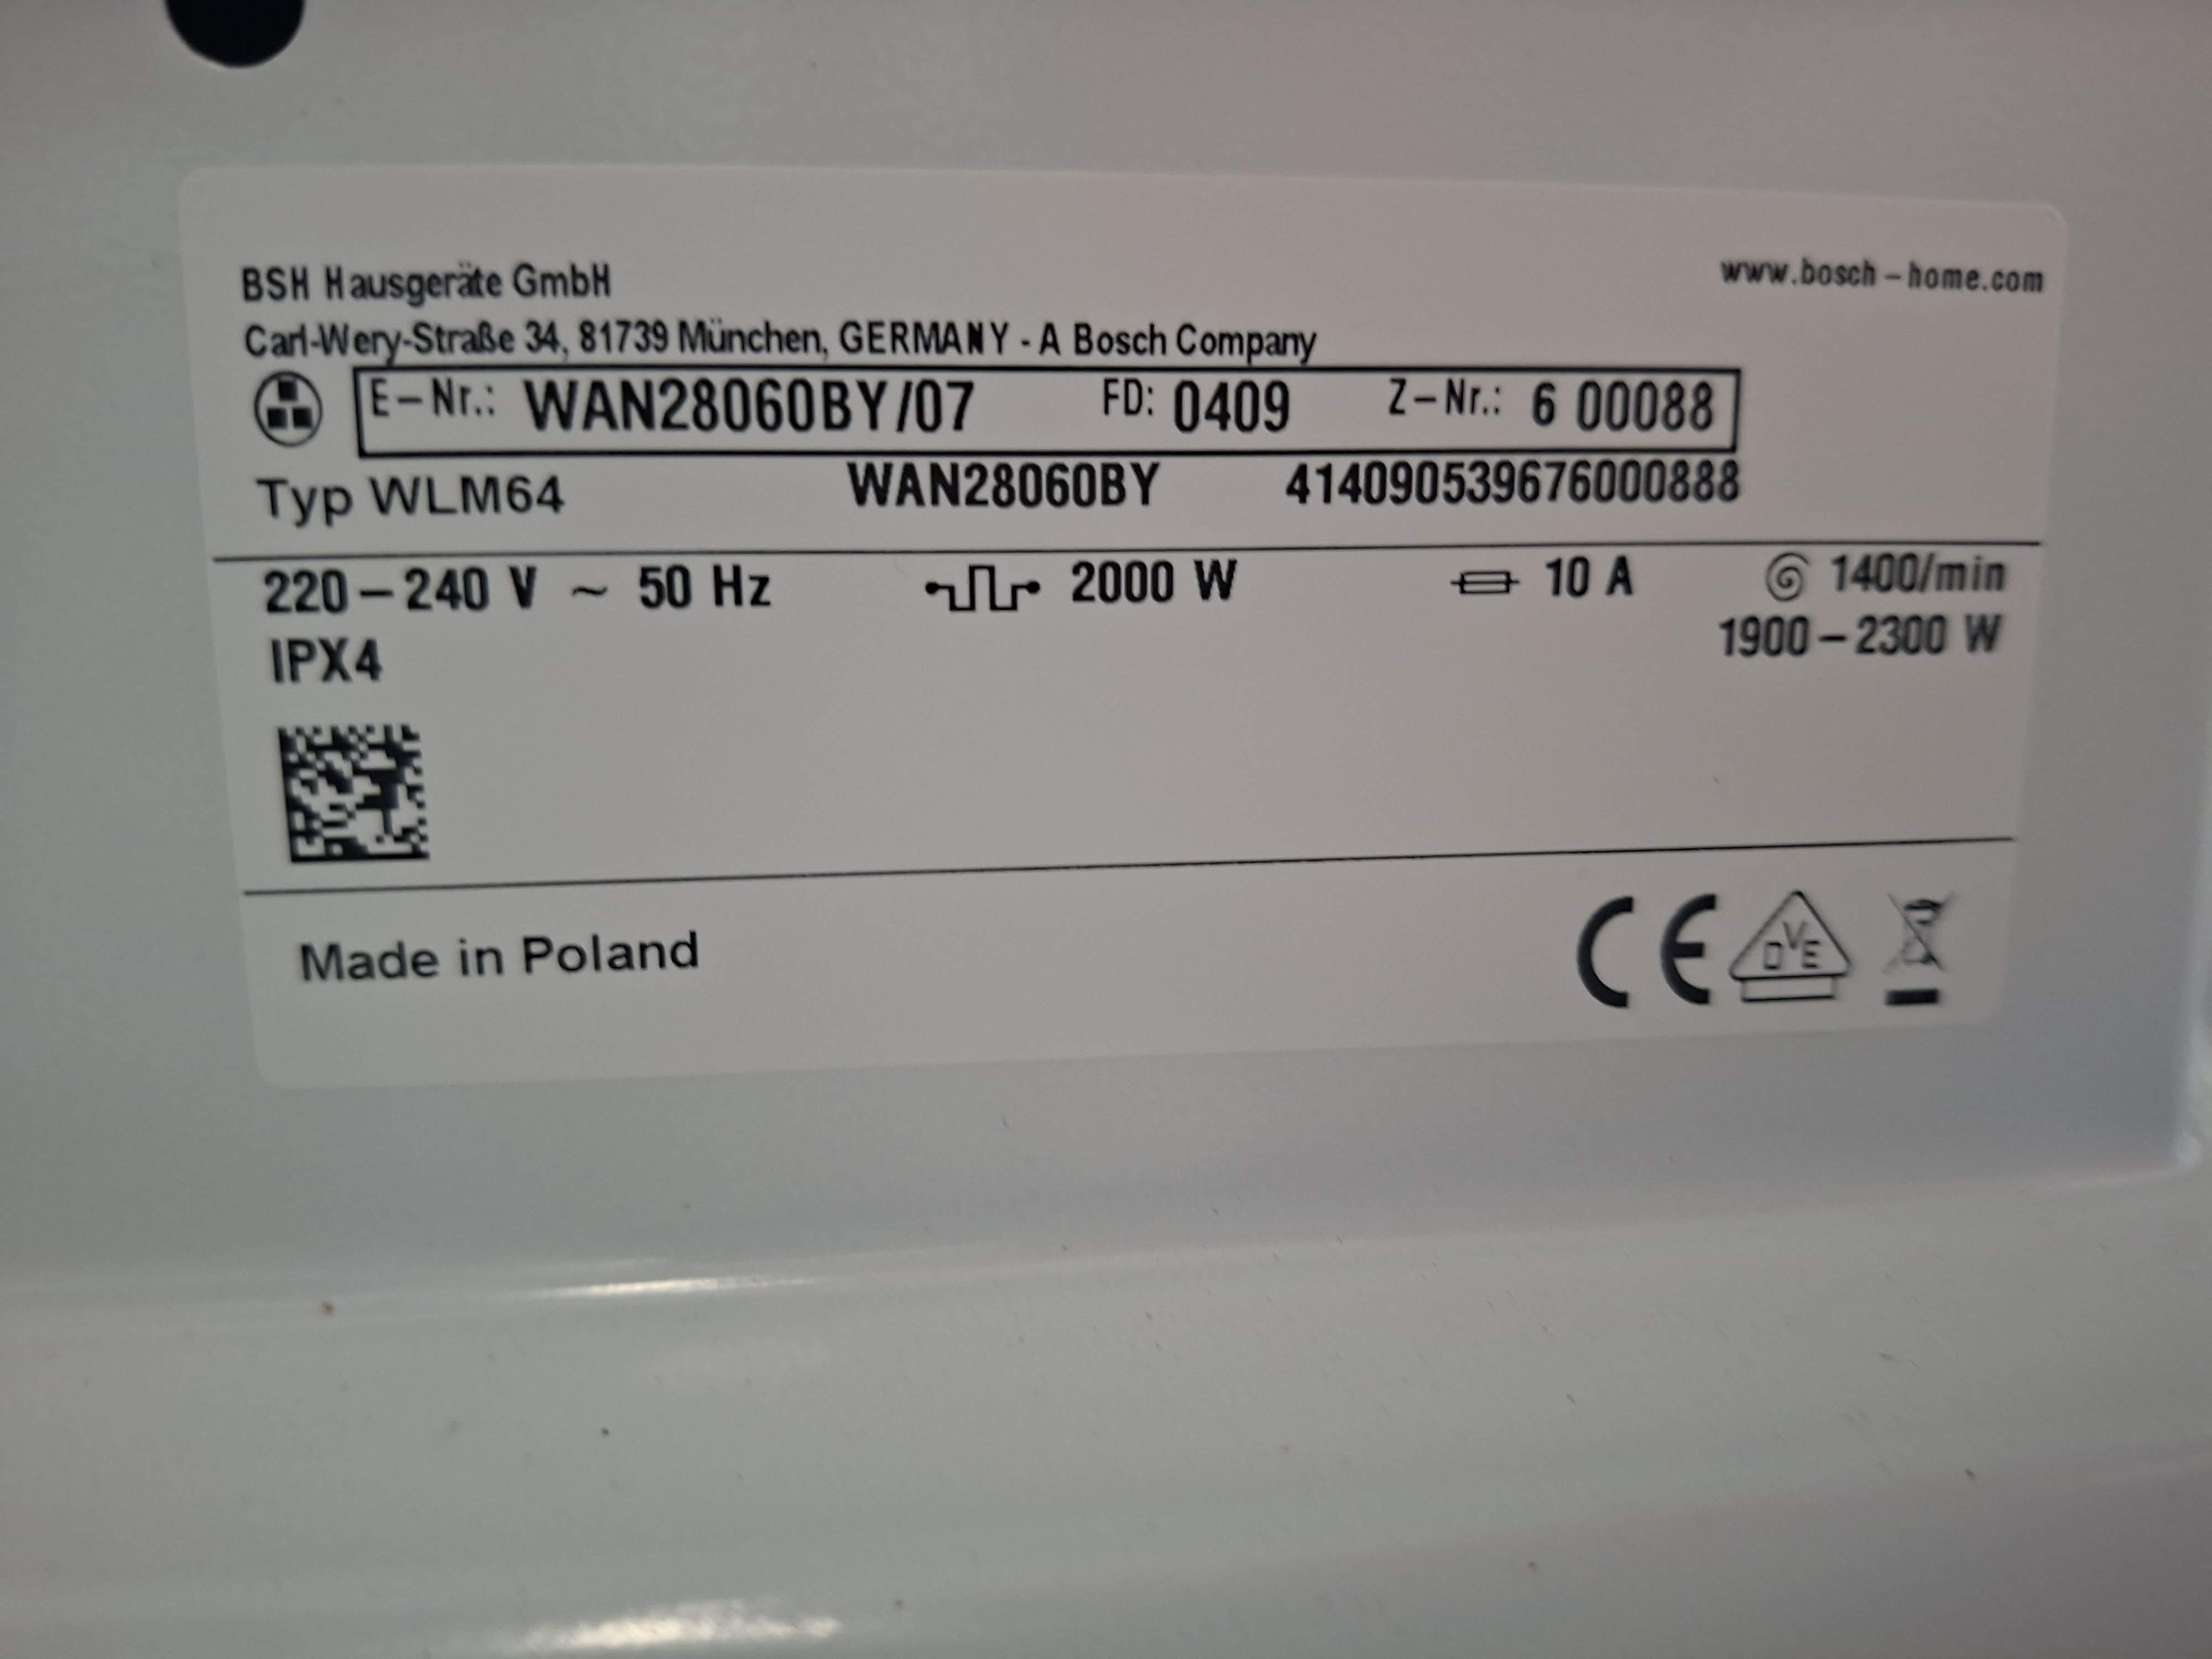 BSH Hausgeräte GmbH
www.bosch-home.com
Carl-Wery-Straße 34, 81739 München, GERMANY - A Bosch Company
E-Nr.: WAN28060BY/07 FD: 0409 Z-Nr.: 6 00088
Typ WLM64 WAN28060BY 414090539676000888
220-240 V ~ 50 Hz 2000 W 10 A 1400/min
IPX4 1900-2300 W
Made in Poland CE DVE